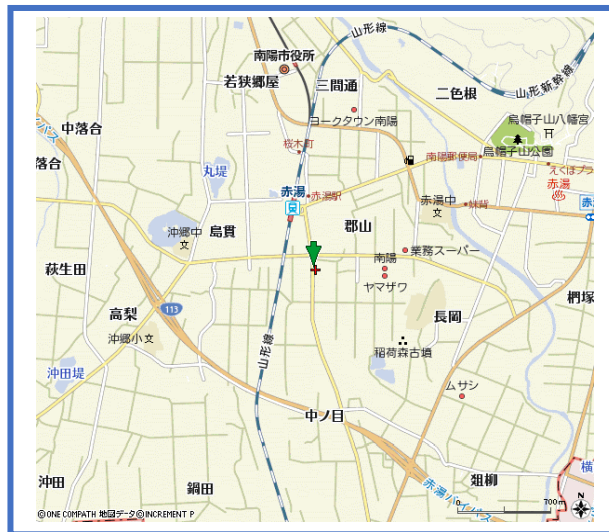 山形線
南陽市役所
若狭郷屋
三間通
山形新幹線
二色根
ヨークタウン南陽
烏帽子山八幡宮
中落合
桜木町
南陽郵便局
烏帽子山公園
落合
丸堤
えくぼプラ
赤湯
赤湯駅
赤湯中
赤湯
妹背
赤湯
沖郷中
島貫
郡山
業務スーパー
萩生田
南陽
ヤマザワ
113
高梨
長岡
椚塚
沖郷小
山形線
稲荷森古墳
沖田堤
ムサシ
中ノ目
沖田
鍋田
俎柳
赤湯バイパス
横
0 700m
N
©ONE COMPATH 地図データ©INCREMENT P